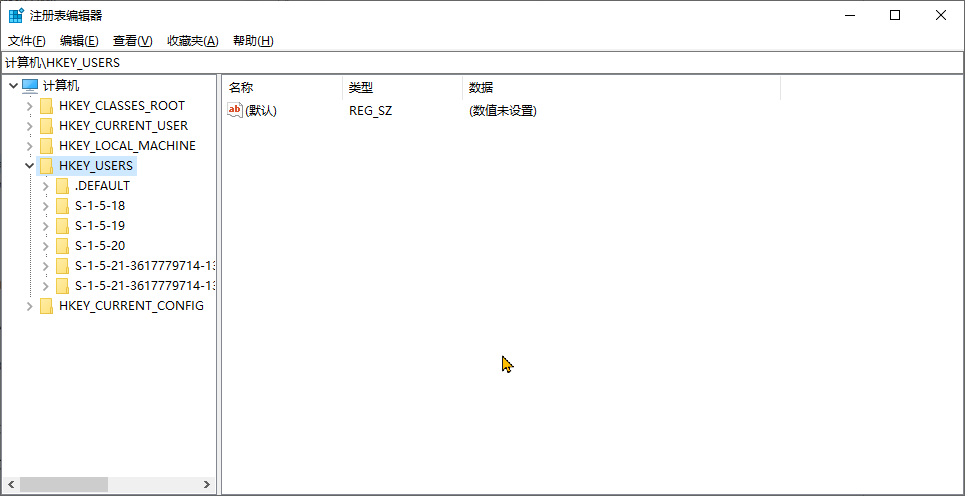 注册表编辑器
文件(F) 编辑(E) 查看(V) 收藏夹(A) 帮助(H)
计算机\HKEY_USERS
计算机
HKEY_CLASSES_ROOT
HKEY_CURRENT_USER
HKEY_LOCAL_MACHINE
HKEY_USERS
.DEFAULT
S-1-5-18
S-1-5-19
S-1-5-20
S-1-5-21-3617779714-13
S-1-5-21-3617779714-13
HKEY_CURRENT_CONFIG
名称 类型 数据
ab (默认) REG_SZ (数值未设置)